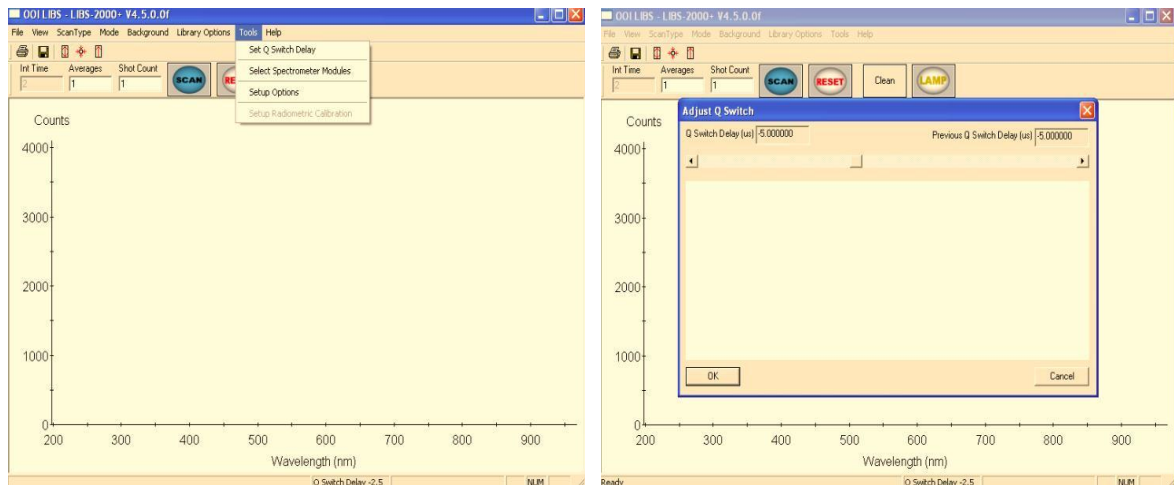 OOI LIBS - LIBS-2000+ V4.5.0.0f
File View ScanType Mode Background Library Options Tools Help
Set Q Switch Delay
Select Spectrometer Modules
Setup Options
Setup Radiometric Calibration
Int Time Averages Shot Count
2 1 1 SCAN RE
Counts
4000
3000
2000
1000
0
200 300 400 500 600 700 800 900
Wavelength (nm)
Q Switch Delay -2.5 NUM
OOI LIBS - LIBS-2000+ V4.5.0.0f
File View ScanType Mode Background Library Options Tools Help
Int Time Averages Shot Count
2 1 1 SCAN RESET Clean LAMP
Adjust Q Switch
Q Switch Delay (us) -5.000000 Previous Q Switch Delay (us) -5.000000
OK Cancel
Counts
4000
3000
2000
1000
0
200 300 400 500 600 700 800 900
Wavelength (nm)
Ready Q Switch Delay -2.5 NUM